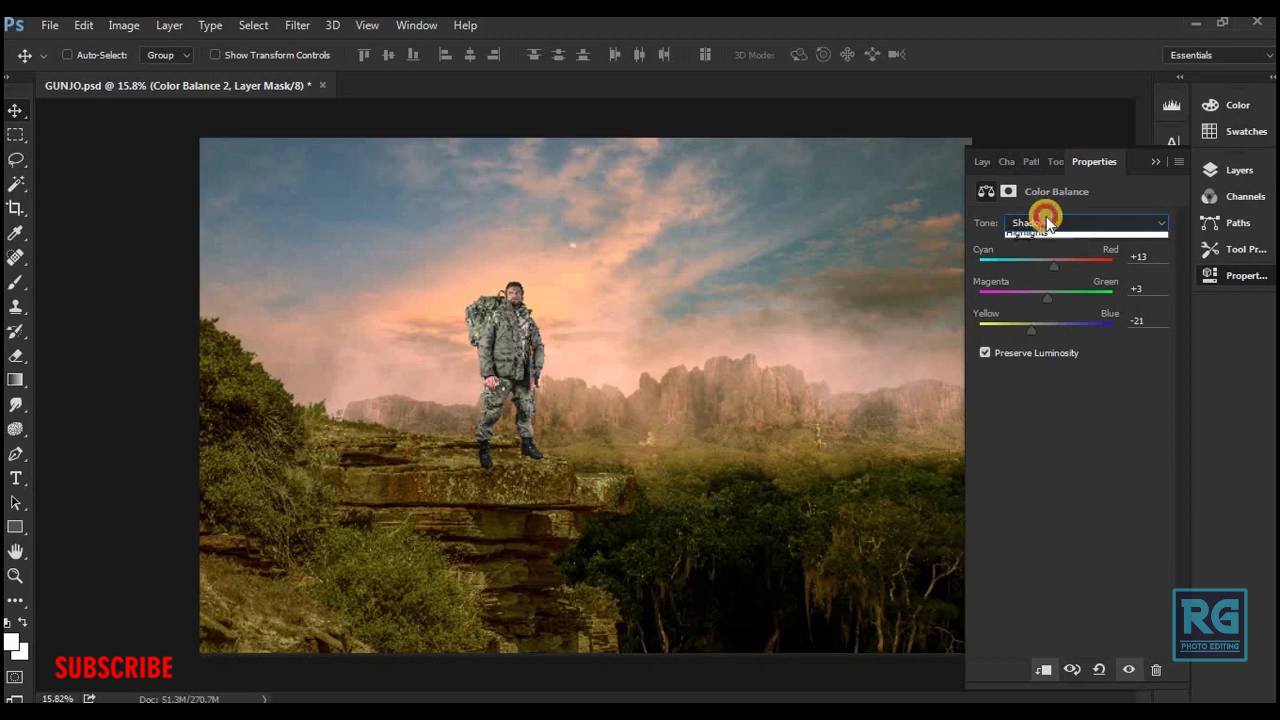 Ps File Edit Image Layer Type Select Filter 3D View Window Help
Auto-Select: Group Show Transform Controls 3D Mode: Essentials
GUNJO.psd @ 15.8% (Color Balance 2, Layer Mask/8) * ×
Color
Swatches
Layers
Channels
Paths
Tool Pr...
Propert...
Properties
Color Balance
Tone:
Highlights
Cyan Red +13
Magenta Green +3
Yellow Blue -21
Preserve Luminosity
RG
PHOTO EDITING
SUBSCRIBE
15.82% Doc: 51.3M/270.7M